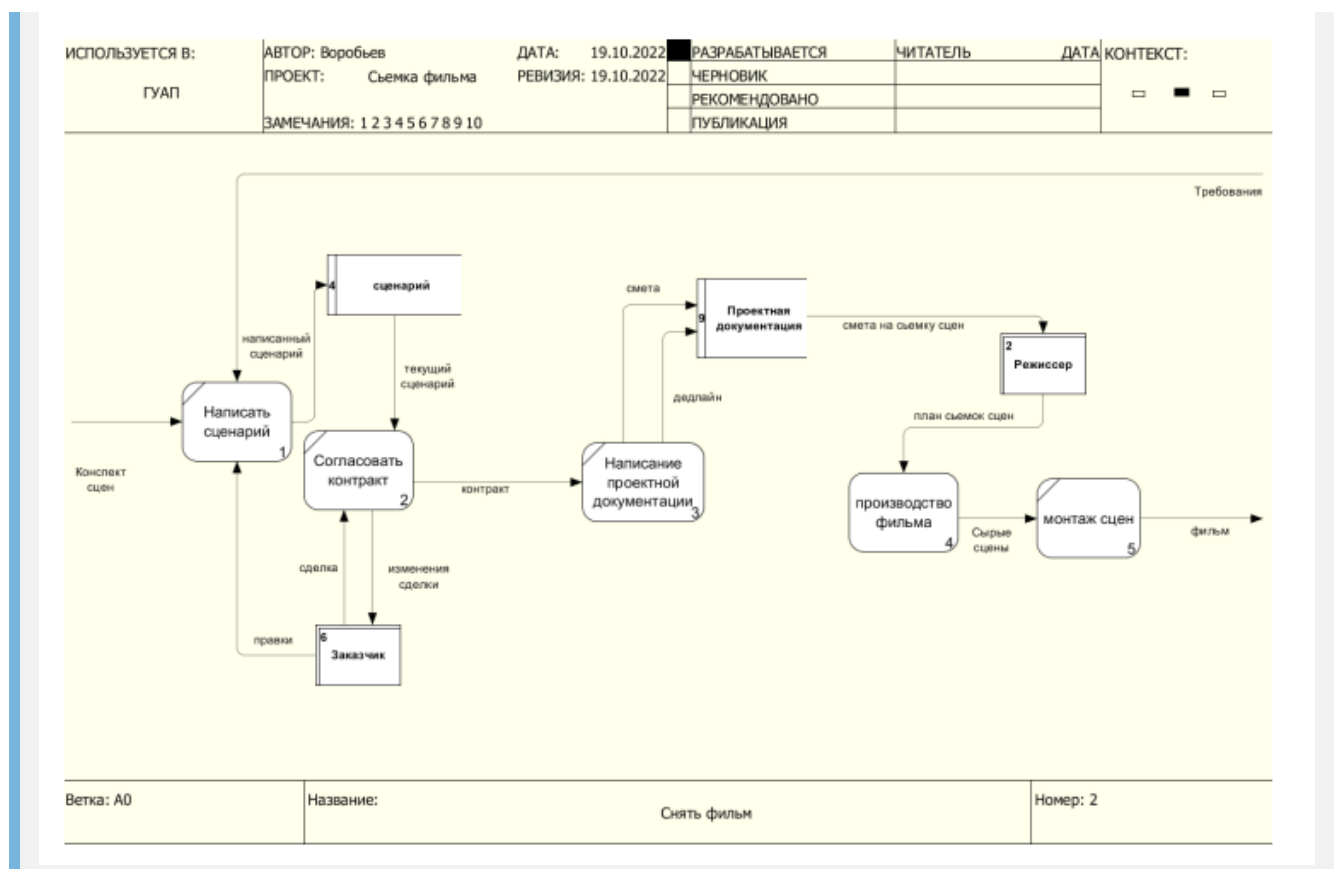 ИСПОЛЬЗУЕТСЯ В:
ГУАП
АВТОР: Воробьев
ДАТА: 19.10.2022
ПРОЕКТ: Сьемка фильма
РЕВИЗИЯ: 19.10.2022
ЗАМЕЧАНИЯ: 1 2 3 4 5 6 7 8 9 10
РАЗРАБАТЫВАЕТСЯ
ЧЕРНОВИК
РЕКОМЕНДОВАНО
ПУБЛИКАЦИЯ
ЧИТАТЕЛЬ
ДАТА
КОНТЕКСТ:
Требования
4
сценарий
смета
9
Проектная
документация
смета на сьемку сцен
2
Режиссер
написанный
сценарий
текущий
сценарий
дедлайн
план сьемок сцен
Написать
сценарий
1
Конспект
сцен
Согласовать
контракт
2
контракт
Написание
проектной
документации
3
производство
фильма
4
Сырые
сцены
монтаж сцен
5
фильм
сделка
изменения
сделки
правки
6
Заказчик
Ветка: A0
Название:
Снять фильм
Номер: 2